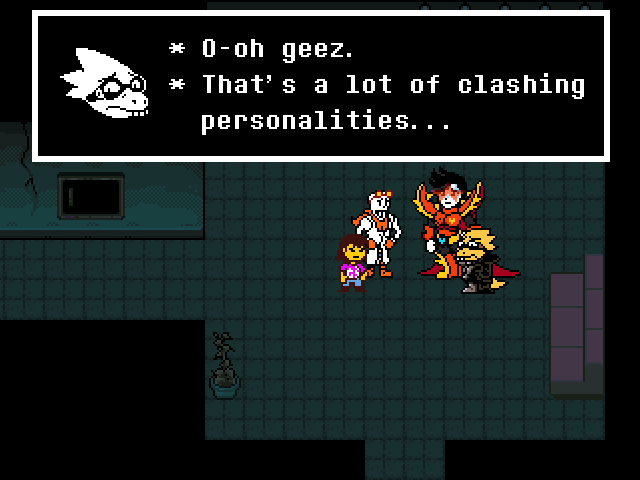 * O-oh geez.
* That's a lot of clashing
personalities...